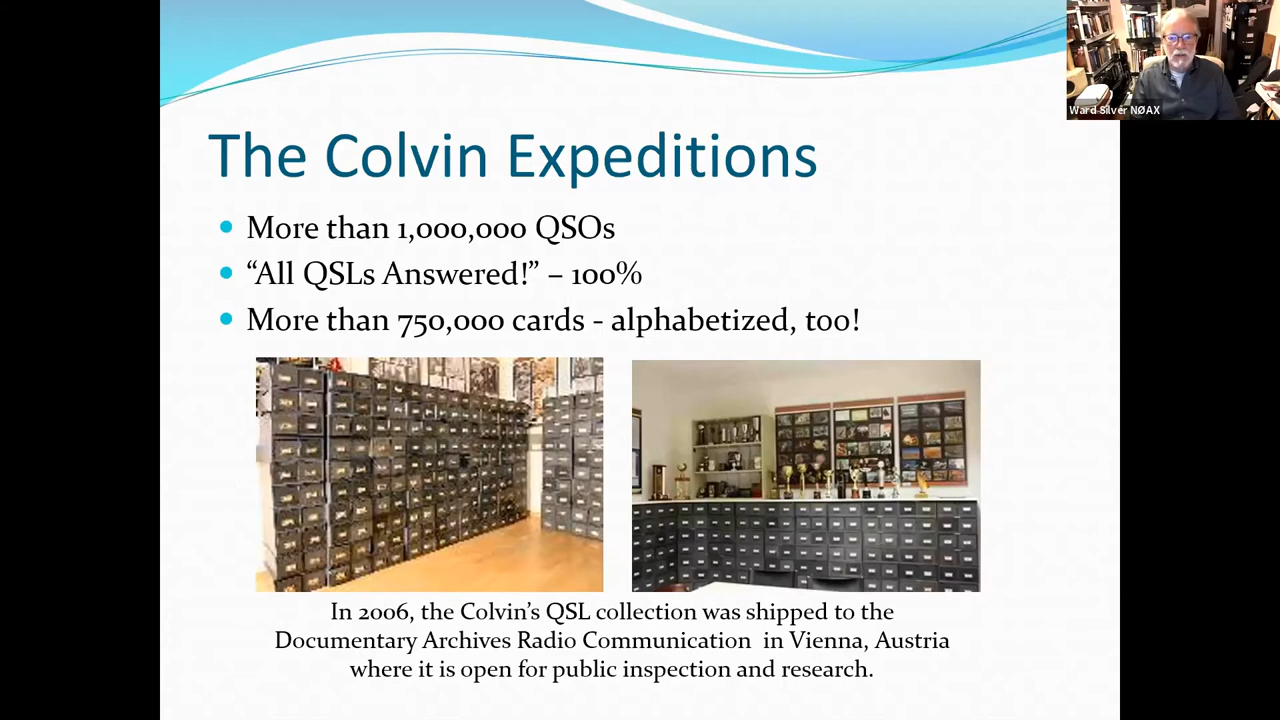 Ward Silver NØAX
The Colvin Expeditions
• More than 1,000,000 QSOs
• “All QSLs Answered!” – 100%
• More than 750,000 cards - alphabetized, too!
In 2006, the Colvin’s QSL collection was shipped to the
Documentary Archives Radio Communication in Vienna, Austria
where it is open for public inspection and research.